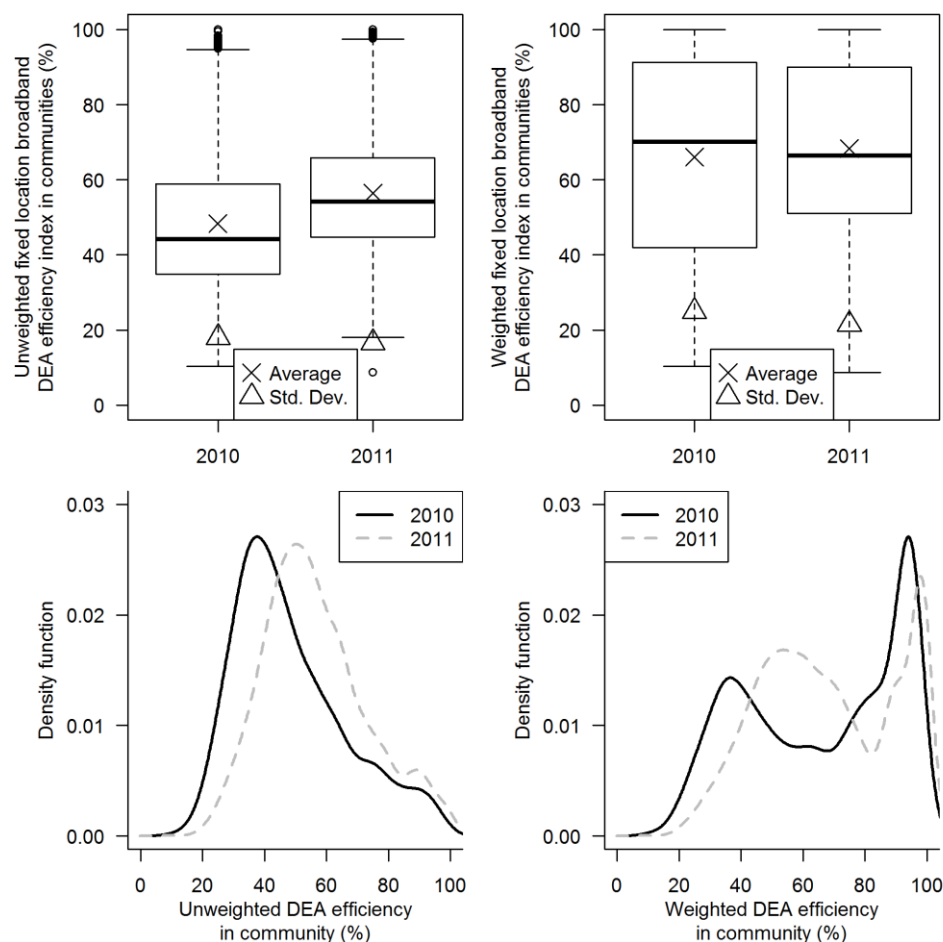 Unweighted fixed location broadband
DEA efficiency index in communities (%)
100
80
60
40
20
0
Average
Std. Dev.
2010
2011
Weighted fixed location broadband
DEA efficiency index in communities (%)
100
80
60
40
20
0
Average
Std. Dev.
2010
2011
Density function
0.03
0.02
0.01
0.00
2010
2011
0
20
40
60
80
100
Unweighted DEA efficiency
in community (%)
Density function
0.03
0.02
0.01
0.00
2010
2011
0
20
40
60
80
100
Weighted DEA efficiency
in community (%)